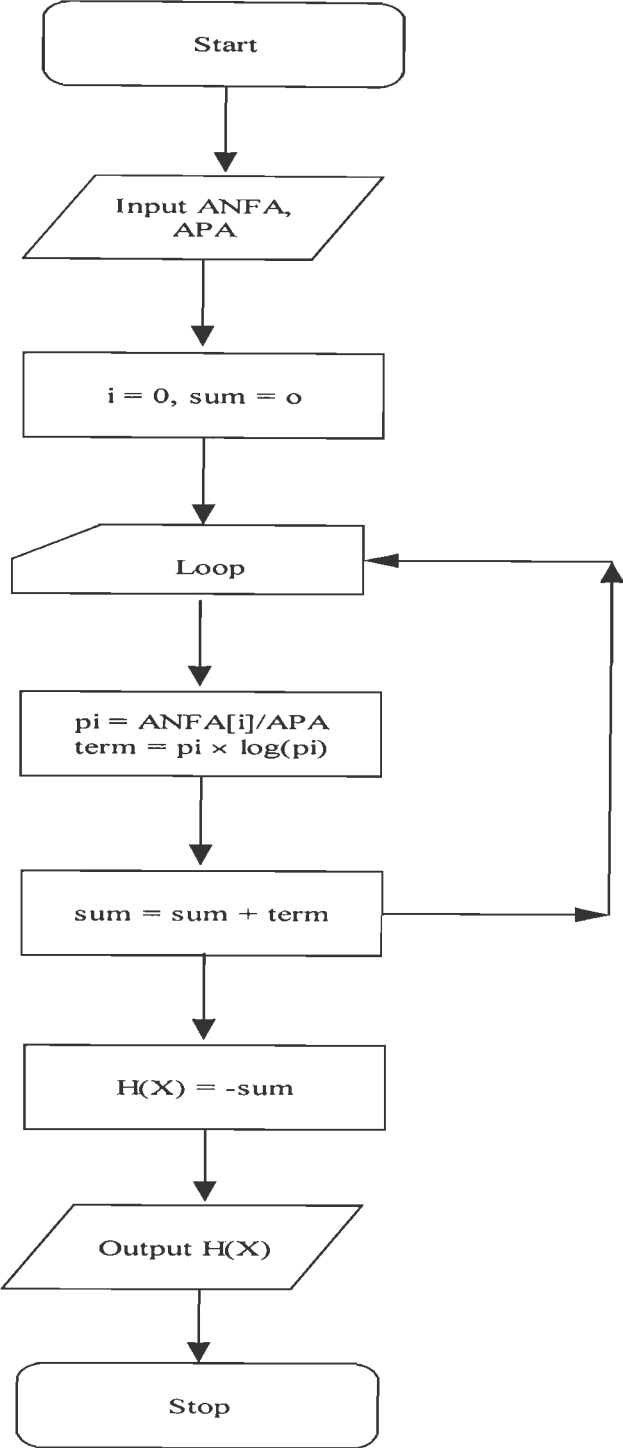 Start
Input ANFA,
APA
i = 0, sum = o
Loop
pi = ANFA[i]/APA
term = pi × log(pi)
sum = sum + term
H(X) = -sum
Output H(X)
Stop